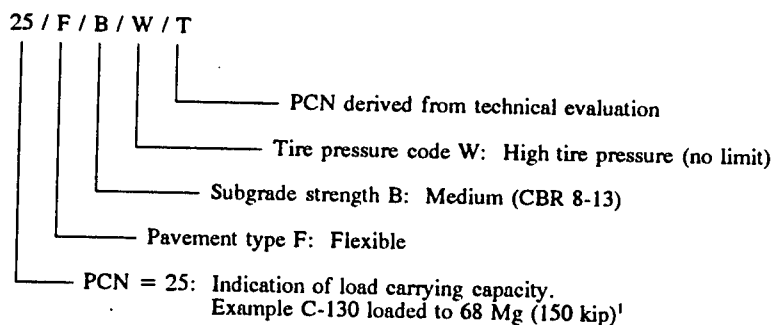 25 / F / B / W / T
PCN derived from technical evaluation
Tire pressure code W: High tire pressure (no limit)
Subgrade strength B: Medium (CBR 8-13)
Pavement type F: Flexible
PCN = 25: Indication of load carrying capacity.
Example C-130 loaded to 68 Mg (150 kip)¹